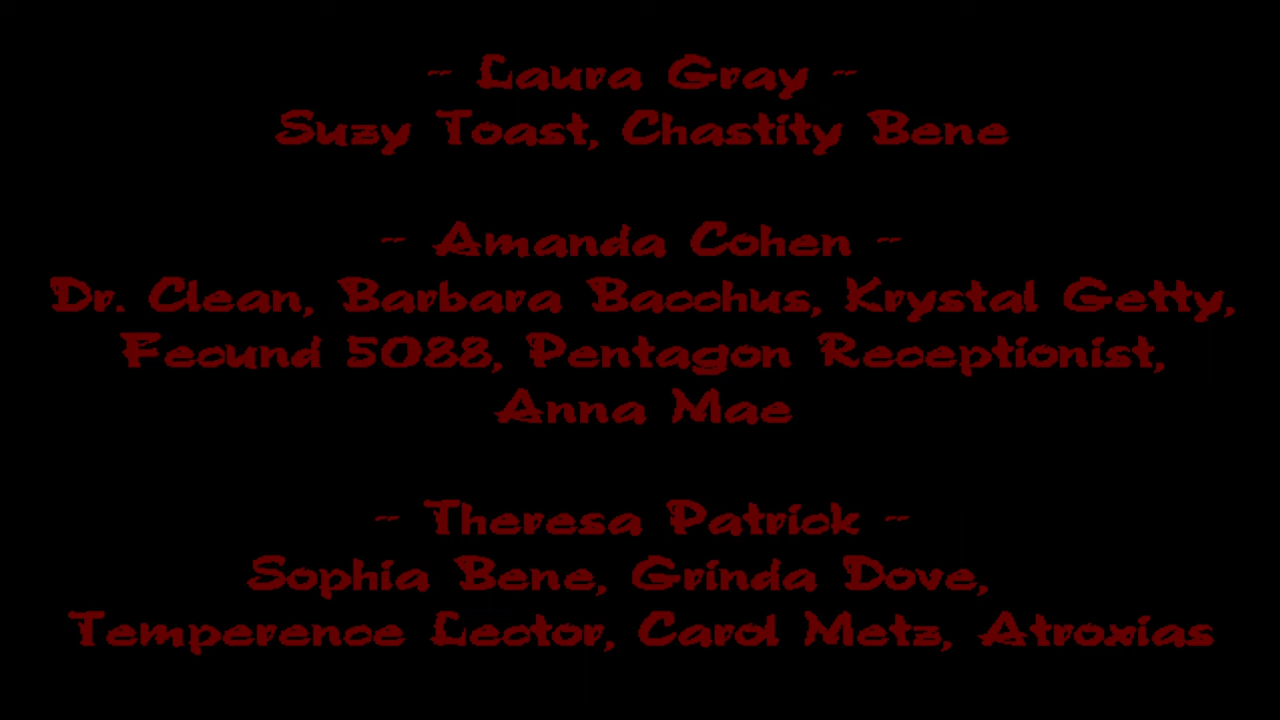 -- Laura Gray --
Suzy Toast, Chastity Bene
-- Amanda Cohen --
Dr. Clean, Barbara Bacchus, Krystal Getty,
Fecund 5088, Pentagon Receptionist,
Anna Mae
-- Theresa Patrick --
Sophia Bene, Grinda Dove,
Temperence Lector, Carol Metz, Atroxias